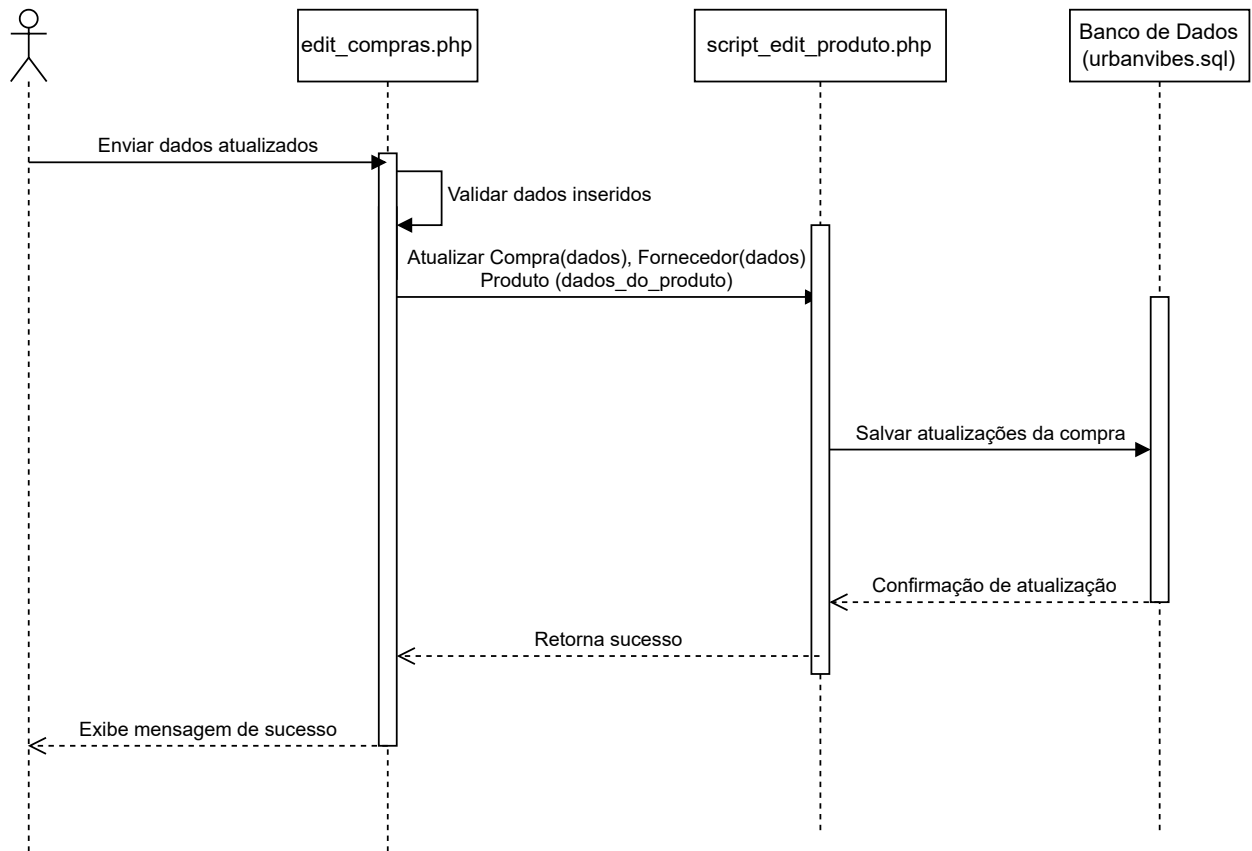 edit_compras.php
script_edit_produto.php
Banco de Dados
(urbanvibes.sql)
Enviar dados atualizados
Validar dados inseridos
Atualizar Compra(dados), Fornecedor(dados)
Produto (dados_do_produto)
Salvar atualizações da compra
Confirmação de atualização
Retorna sucesso
Exibe mensagem de sucesso